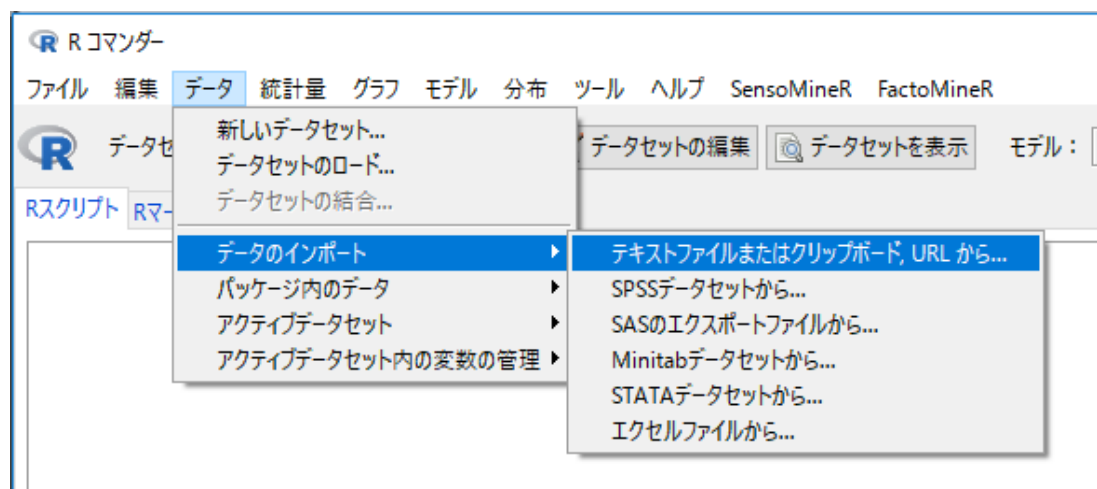 R コマンダー
ファイル 編集 データ 統計量 グラフ モデル 分布 ツール ヘルプ SensoMineR FactoMineR
R データセ データセットの編集 データセットを表示 モデル：
新しいデータセット...
データセットのロード...
データセットの結合...
Rスクリプト Rマー
データのインポート
パッケージ内のデータ
アクティブデータセット
アクティブデータセット内の変数の管理
テキストファイルまたはクリップボード, URL から...
SPSSデータセットから...
SASのエクスポートファイルから...
Minitabデータセットから...
STATAデータセットから...
エクセルファイルから...